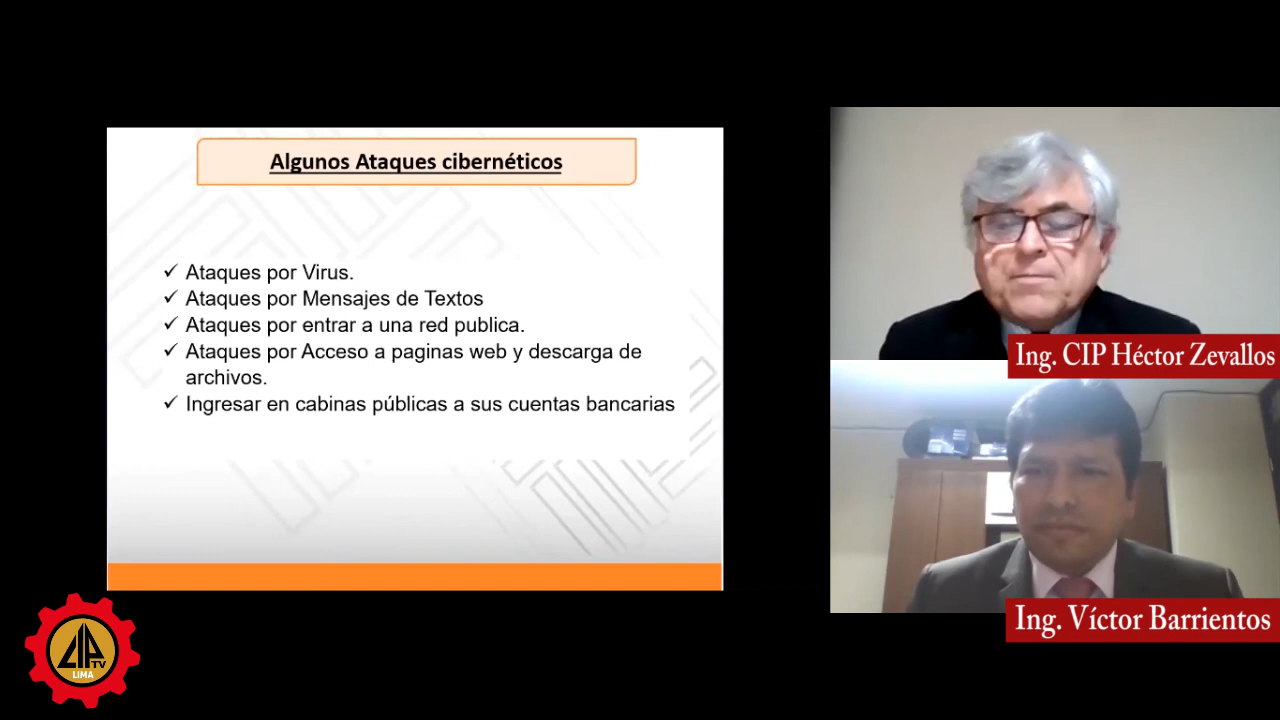 Algunos Ataques cibernéticos
✓ Ataques por Virus.
✓ Ataques por Mensajes de Textos
✓ Ataques por entrar a una red publica.
✓ Ataques por Acceso a paginas web y descarga de
archivos.
✓ Ingresar en cabinas públicas a sus cuentas bancarias
Ing. CIP Héctor Zevallos
Ing. Víctor Barrientos
CIP
TV
LIMA